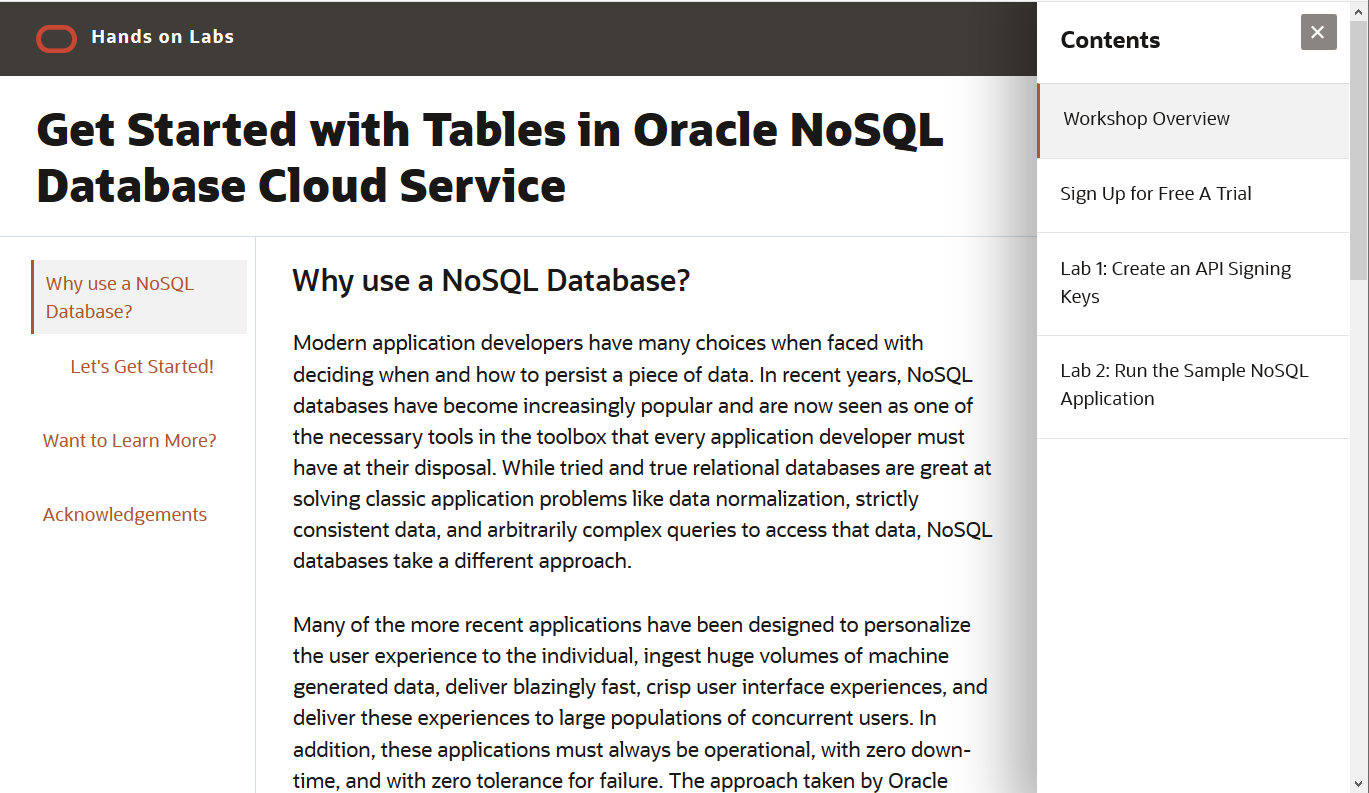 Hands on Labs
Get Started with Tables in Oracle NoSQL
Database Cloud Service
Why use a NoSQL
Database?
Let's Get Started!
Want to Learn More?
Acknowledgements
Why use a NoSQL Database?
Modern application developers have many choices when faced with
deciding when and how to persist a piece of data. In recent years, NoSQL
databases have become increasingly popular and are now seen as one of
the necessary tools in the toolbox that every application developer must
have at their disposal. While tried and true relational databases are great at
solving classic application problems like data normalization, strictly
consistent data, and arbitrarily complex queries to access that data, NoSQL
databases take a different approach.
Many of the more recent applications have been designed to personalize
the user experience to the individual, ingest huge volumes of machine
generated data, deliver blazingly fast, crisp user interface experiences, and
deliver these experiences to large populations of concurrent users. In
addition, these applications must always be operational, with zero down-
time, and with zero tolerance for failure. The approach taken by Oracle
Contents
Workshop Overview
Sign Up for Free A Trial
Lab 1: Create an API Signing
Keys
Lab 2: Run the Sample NoSQL
Application